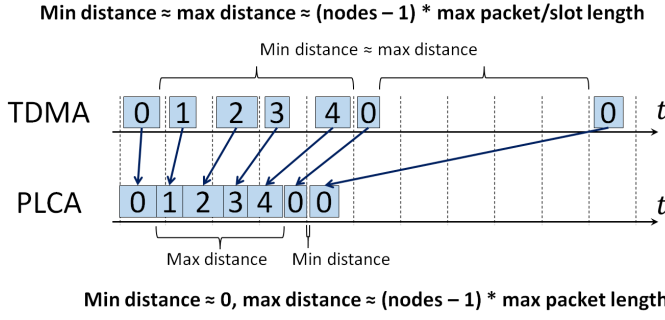 Min distance ≈ max distance ≈ (nodes – 1) * max packet/slot length
Min distance ≈ max distance
TDMA 0 1 2 3 4 0 0 t
PLCA 0 1 2 3 4 0 0 t
Max distance Min distance
Min distance ≈ 0, max distance ≈ (nodes – 1) * max packet length